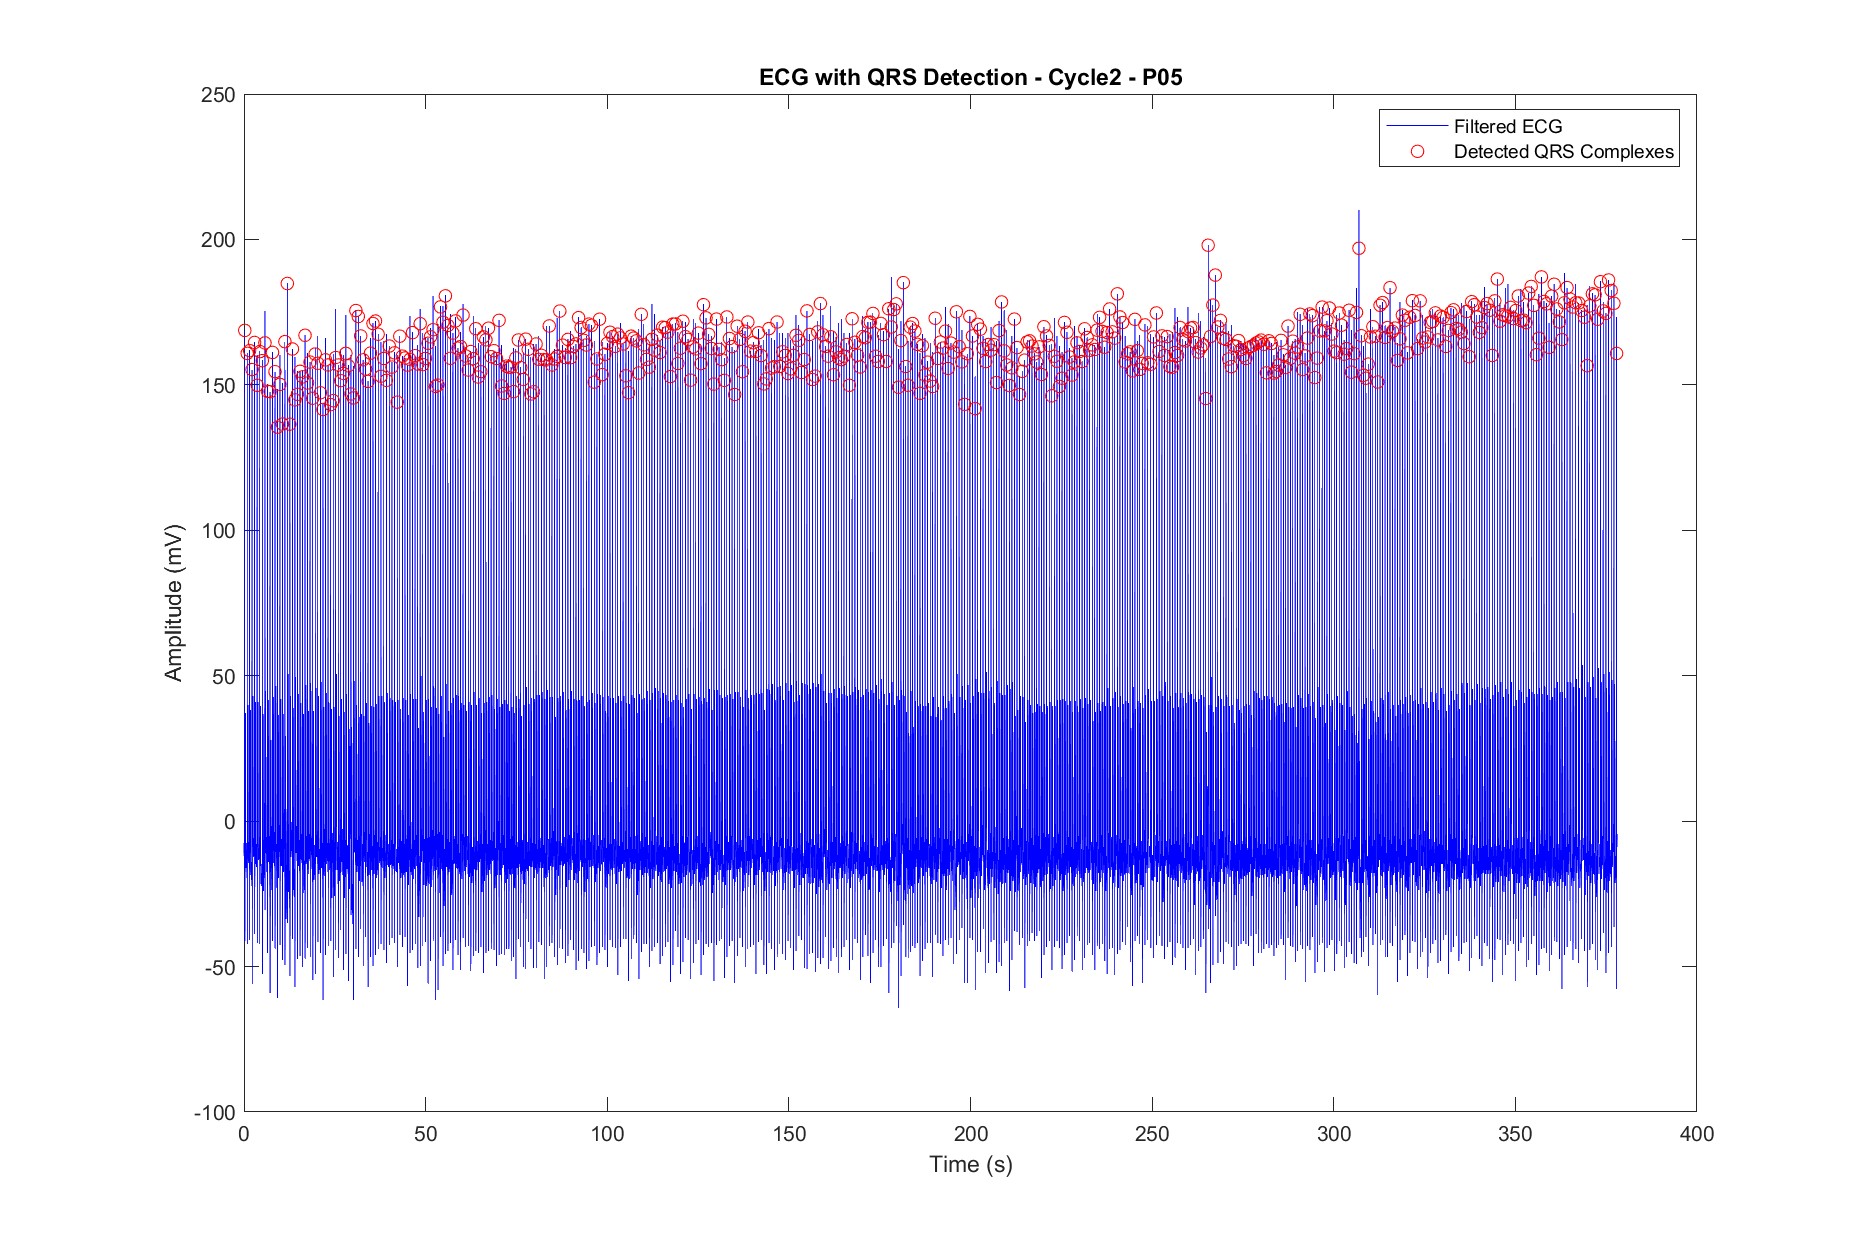 ECG with QRS Detection - Cycle2 - P05
250
200
150
100
50
0
-50
-100
Amplitude (mV)
Filtered ECG
Detected QRS Complexes
0 50 100 150 200 250 300 350 400
Time (s)